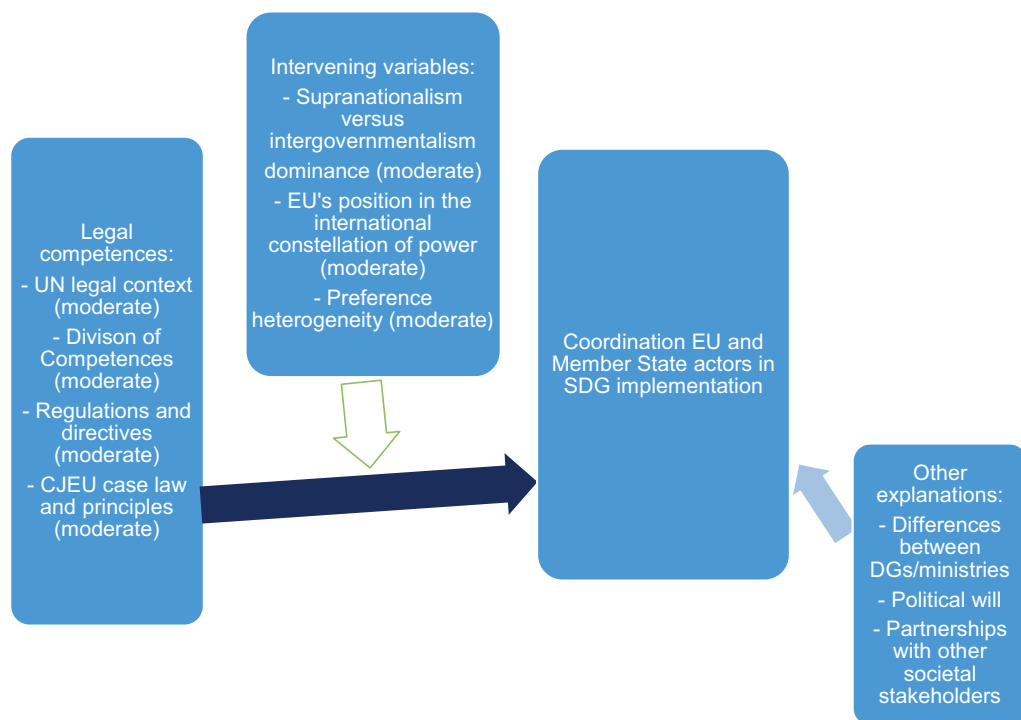 Legal
competences:
- UN legal context
(moderate)
- Divison of
Competences
(moderate)
- Regulations and
directives
(moderate)
- CJEU case law
and principles
(moderate)
Intervening variables:
- Supranationalism
versus
intergovernmentalism
dominance (moderate)
- EU's position in the
international
constellation of power
(moderate)
- Preference
heterogeneity (moderate)
Coordination EU and
Member State actors in
SDG implementation
Other
explanations:
- Differences
between
DGs/ministries
- Political will
- Partnerships
with other
societal
stakeholders